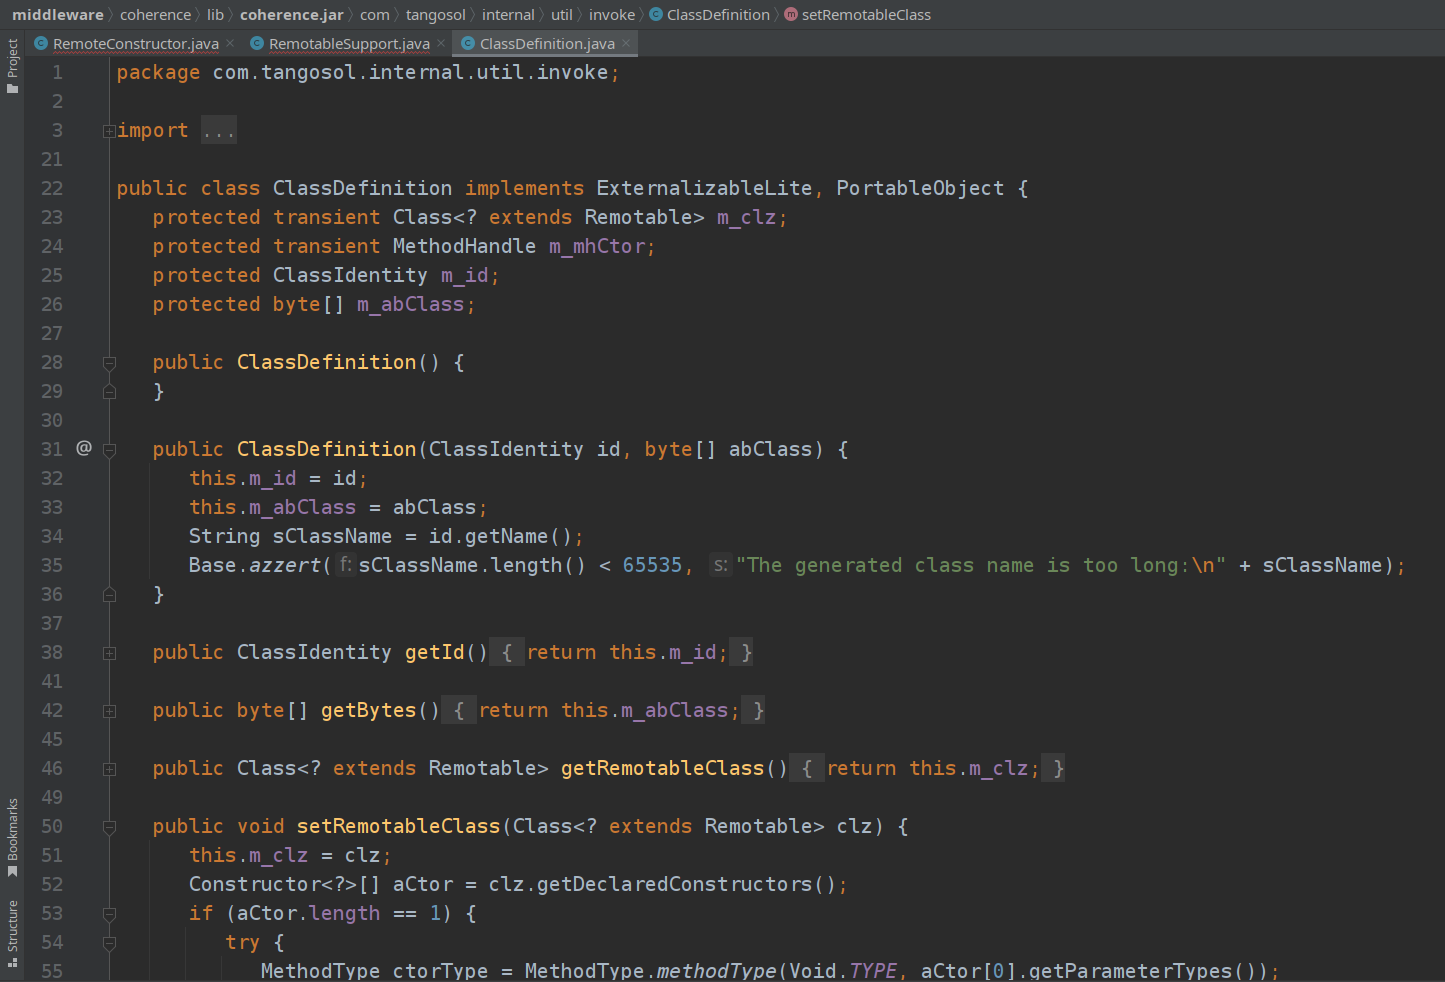 middleware coherence lib coherence.jar com tangosol internal util invoke ClassDefinition setRemotableClass
RemoteConstructor.java RemotableSupport.java ClassDefinition.java
Project
Bookmarks
Structure
1 package com.tangosol.internal.util.invoke;
2
3 import ...
21
22 public class ClassDefinition implements ExternalizableLite, PortableObject {
23 protected transient Class<? extends Remotable> m_clz;
24 protected transient MethodHandle m_mhCtor;
25 protected ClassIdentity m_id;
26 protected byte[] m_abClass;
27
28 public ClassDefinition() {
29 }
30
31 @ public ClassDefinition(ClassIdentity id, byte[] abClass) {
32 this.m_id = id;
33 this.m_abClass = abClass;
34 String sClassName = id.getName();
35 Base.azzert( f: sClassName.length() < 65535, s: "The generated class name is too long:\n" + sClassName);
36 }
37
38 public ClassIdentity getId() { return this.m_id; }
41
42 public byte[] getBytes() { return this.m_abClass; }
45
46 public Class<? extends Remotable> getRemotableClass() { return this.m_clz; }
49
50 public void setRemotableClass(Class<? extends Remotable> clz) {
51 this.m_clz = clz;
52 Constructor<?>[] aCtor = clz.getDeclaredConstructors();
53 if (aCtor.length == 1) {
54 try {
55 MethodType ctorType = MethodType.methodType(Void.TYPE, aCtor[0].getParameterTypes());